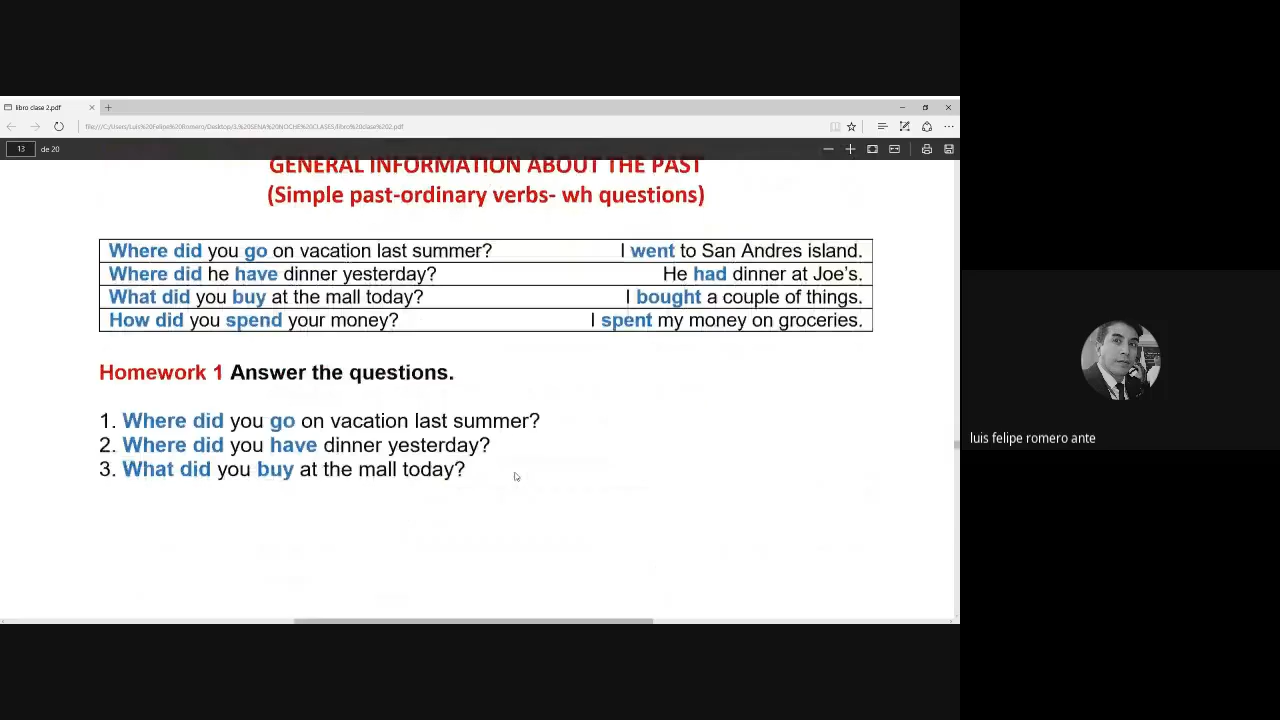 libro clase 2.pdf
13 de 20
GENERAL INFORMATION ABOUT THE PAST
(Simple past-ordinary verbs- wh questions)
Where did you go on vacation last summer? I went to San Andres island.
Where did he have dinner yesterday? He had dinner at Joe's.
What did you buy at the mall today? I bought a couple of things.
How did you spend your money? I spent my money on groceries.
Homework 1 Answer the questions.
1. Where did you go on vacation last summer?
2. Where did you have dinner yesterday?
3. What did you buy at the mall today?
luis felipe romero ante